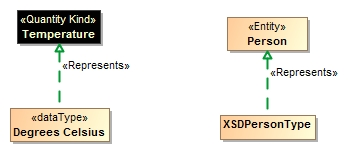 «Quantity Kind»
Temperature
«Represents»
«dataType»
Degrees Celsius
«Entity»
Person
«Represents»
XSDPersonType